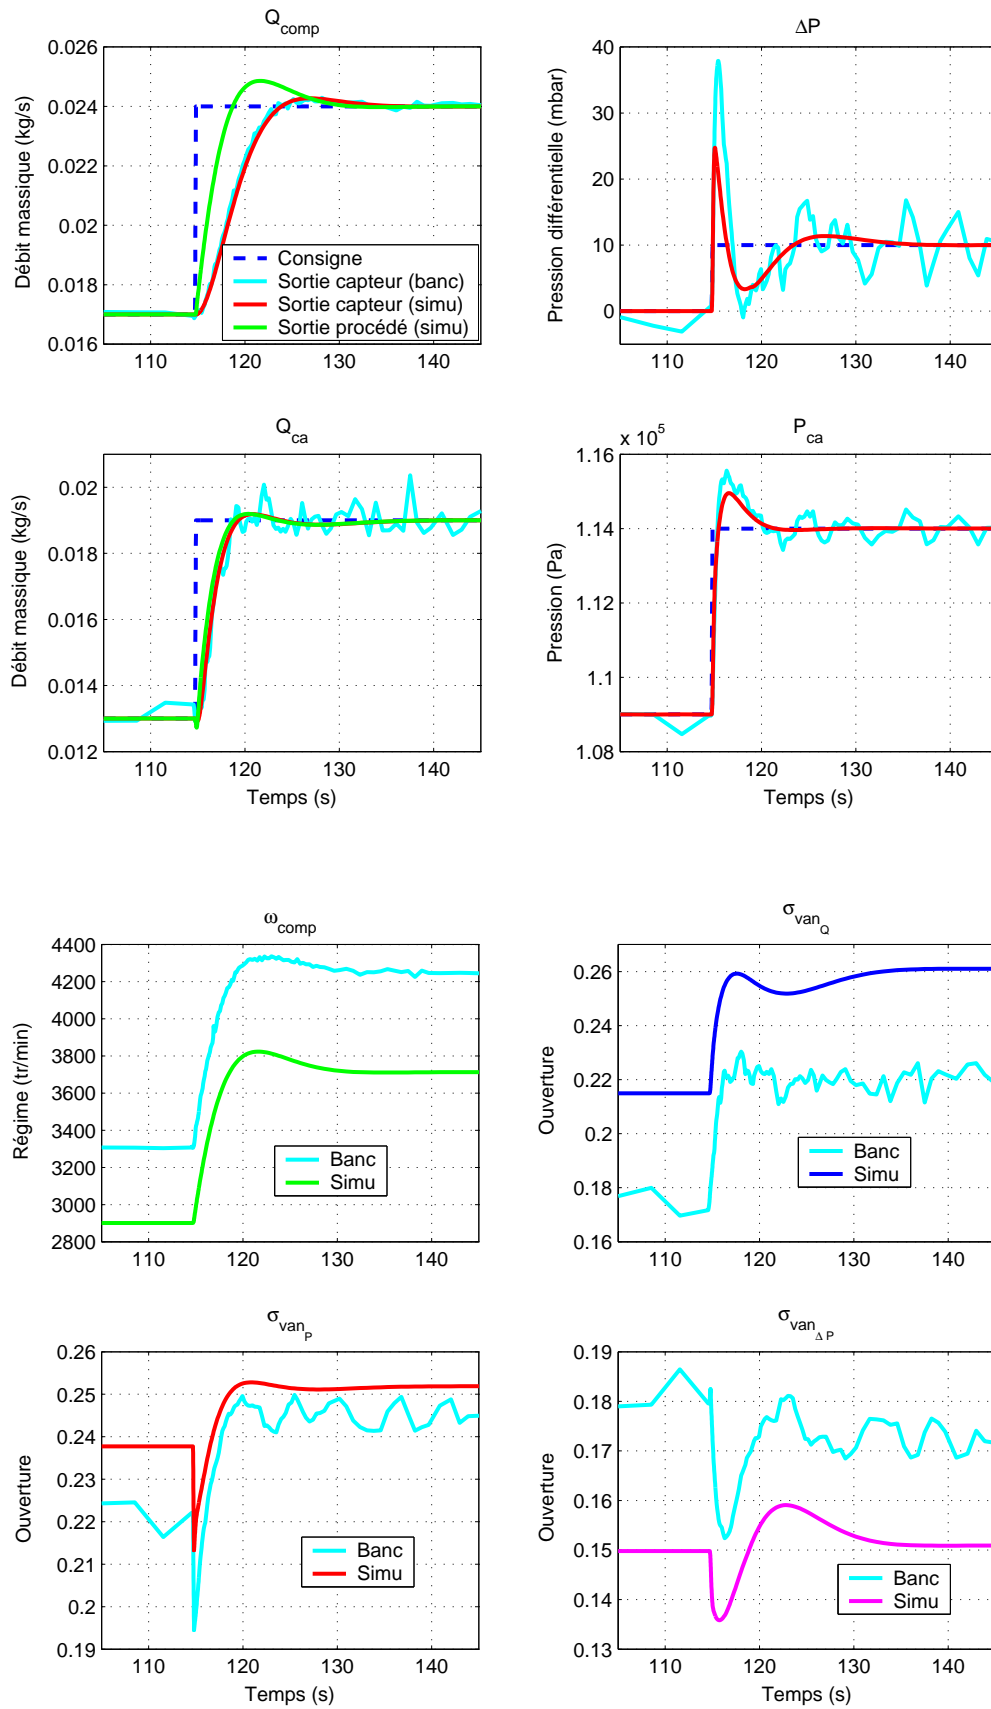 Q_comp
0.026
0.024
0.022
0.02
0.018
0.016
110 120 130 140
Débit massique (kg/s)
Consigne
Sortie capteur (banc)
Sortie capteur (simu)
Sortie procédé (simu)
ΔP
40
30
20
10
0
110 120 130 140
Pression différentielle (mbar)
Q_ca
0.02
0.018
0.016
0.014
0.012
110 120 130 140
Débit massique (kg/s)
Temps (s)
P_ca
x 10^5
1.16
1.14
1.12
1.1
1.08
110 120 130 140
Pression (Pa)
Temps (s)
ω_comp
4400
4200
4000
3800
3600
3400
3200
3000
2800
110 120 130 140
Régime (tr/min)
Banc
Simu
σ_van_Q
0.26
0.24
0.22
0.2
0.18
0.16
110 120 130 140
Ouverture
Banc
Simu
σ_van_P
0.26
0.25
0.24
0.23
0.22
0.21
0.2
0.19
110 120 130 140
Ouverture
Banc
Simu
Temps (s)
σ_van_ΔP
0.19
0.18
0.17
0.16
0.15
0.14
0.13
110 120 130 140
Ouverture
Banc
Simu
Temps (s)